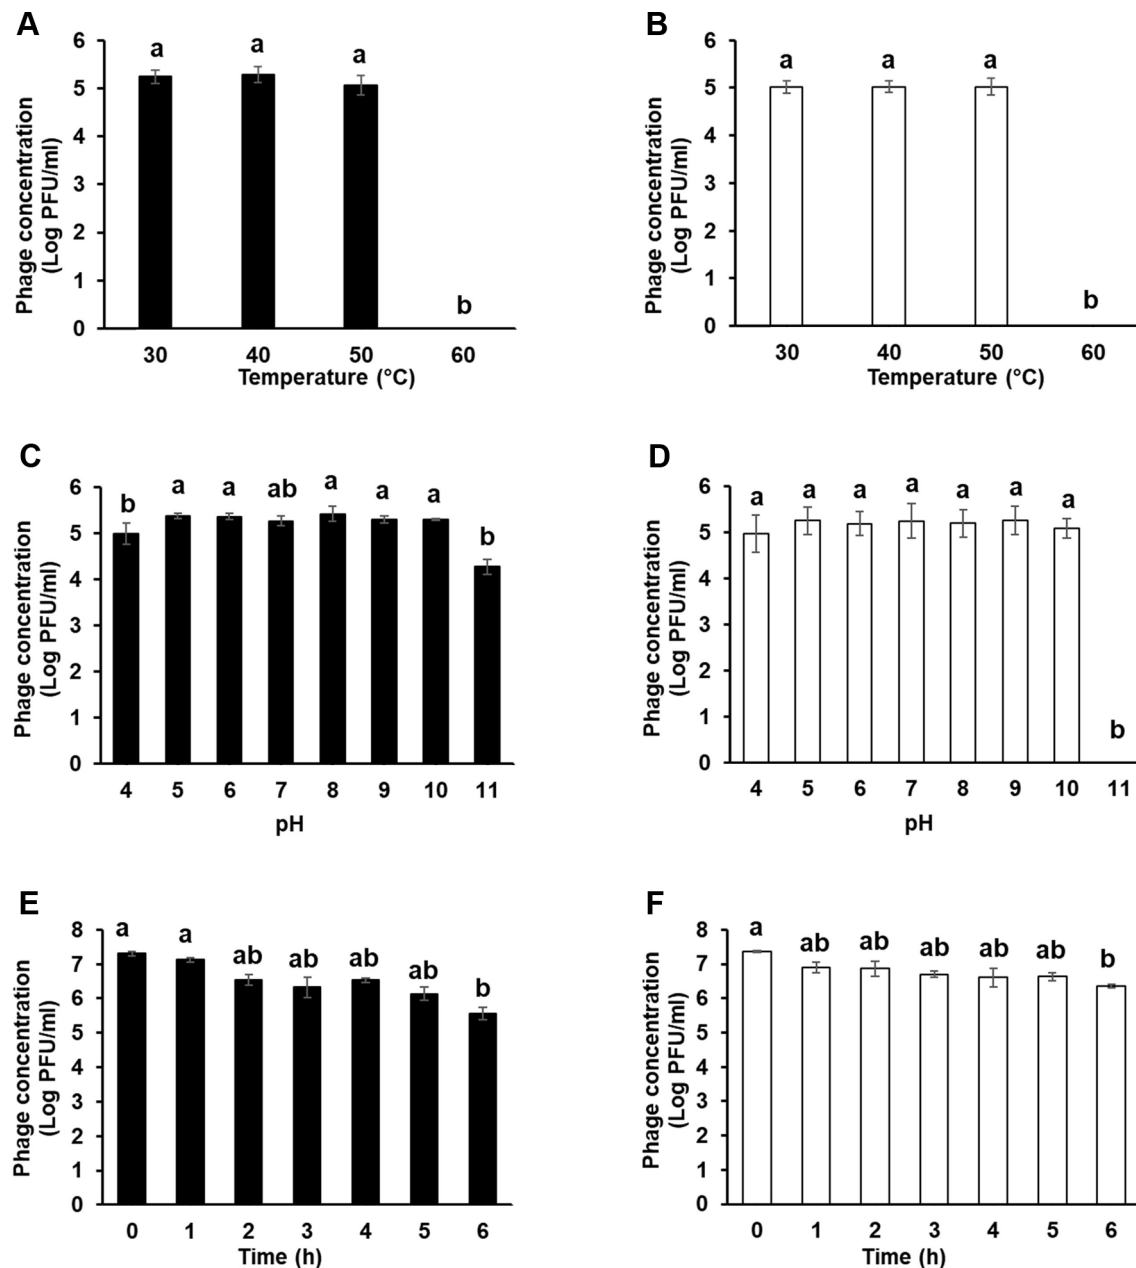 A
Phage concentration
(Log PFU/ml)
6
5
4
3
2
1
0
a
a
a
b
30 40 50 60
Temperature (°C)
B
Phage concentration
(Log PFU/ml)
6
5
4
3
2
1
0
a
a
a
b
30 40 50 60
Temperature (°C)
C
Phage concentration
(Log PFU/ml)
6
5
4
3
2
1
0
b
a
a
ab
a
a
a
b
4 5 6 7 8 9 10 11
pH
D
Phage concentration
(Log PFU/ml)
6
5
4
3
2
1
0
a
a
a
a
a
a
a
b
4 5 6 7 8 9 10 11
pH
E
Phage concentration
(Log PFU/ml)
8
7
6
5
4
3
2
1
0
a
a
ab
ab
ab
ab
b
0 1 2 3 4 5 6
Time (h)
F
Phage concentration
(Log PFU/ml)
8
7
6
5
4
3
2
1
0
a
ab
ab
ab
ab
ab
b
0 1 2 3 4 5 6
Time (h)